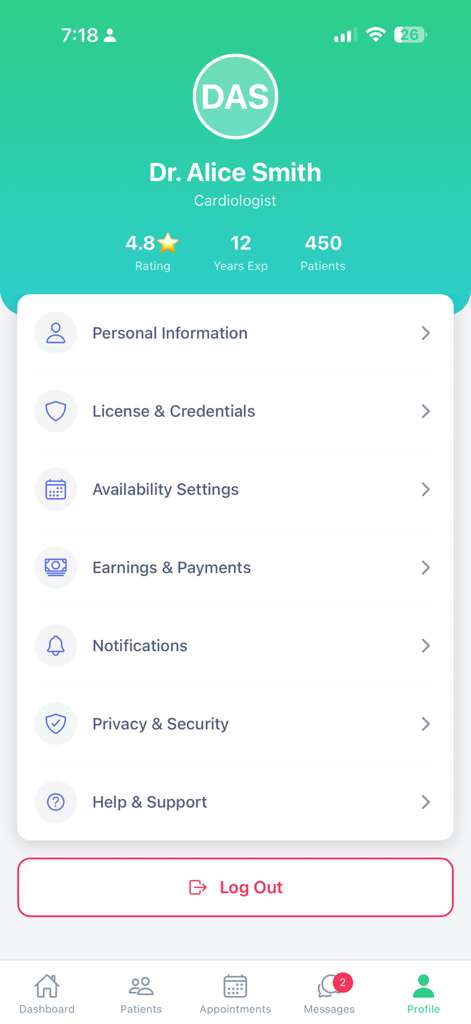 7:18
26
DAS
Dr. Alice Smith
Cardiologist
4.8⭐ 12 450
Rating Years Exp Patients
Personal Information
License & Credentials
Availability Settings
Earnings & Payments
Notifications
Privacy & Security
Help & Support
Log Out
2
Dashboard Patients Appointments Messages Profile